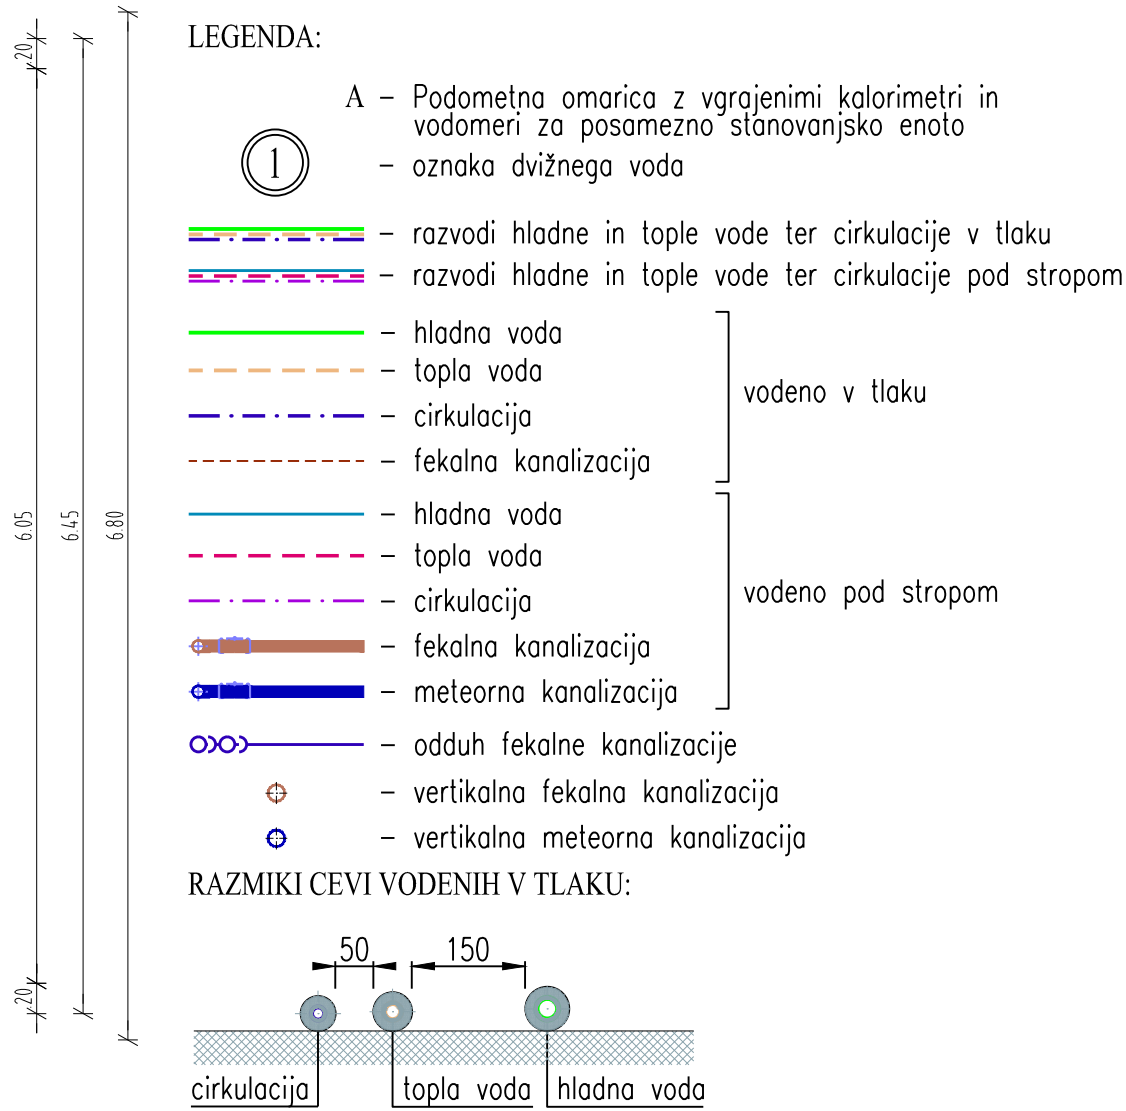 LEGENDA:
A – Podometna omarica z vgrajenimi kalorimetri in
vodomeri za posamezno stanovanjsko enoto
1 – oznaka dvižnega voda
– razvodi hladne in tople vode ter cirkulacije v tlaku
– razvodi hladne in tople vode ter cirkulacije pod stropom
– hladna voda
– topla voda
– cirkulacija
– fekalna kanalizacija
vodeno v tlaku
– hladna voda
– topla voda
– cirkulacija
– fekalna kanalizacija
– meteorna kanalizacija
vodeno pod stropom
– odduh fekalne kanalizacije
– vertikalna fekalna kanalizacija
– vertikalna meteorna kanalizacija
RAZMIKI CEVI VODENIH V TLAKU:
50 150
cirkulacija topla voda hladna voda
20
6.05
20
6.45
6.80